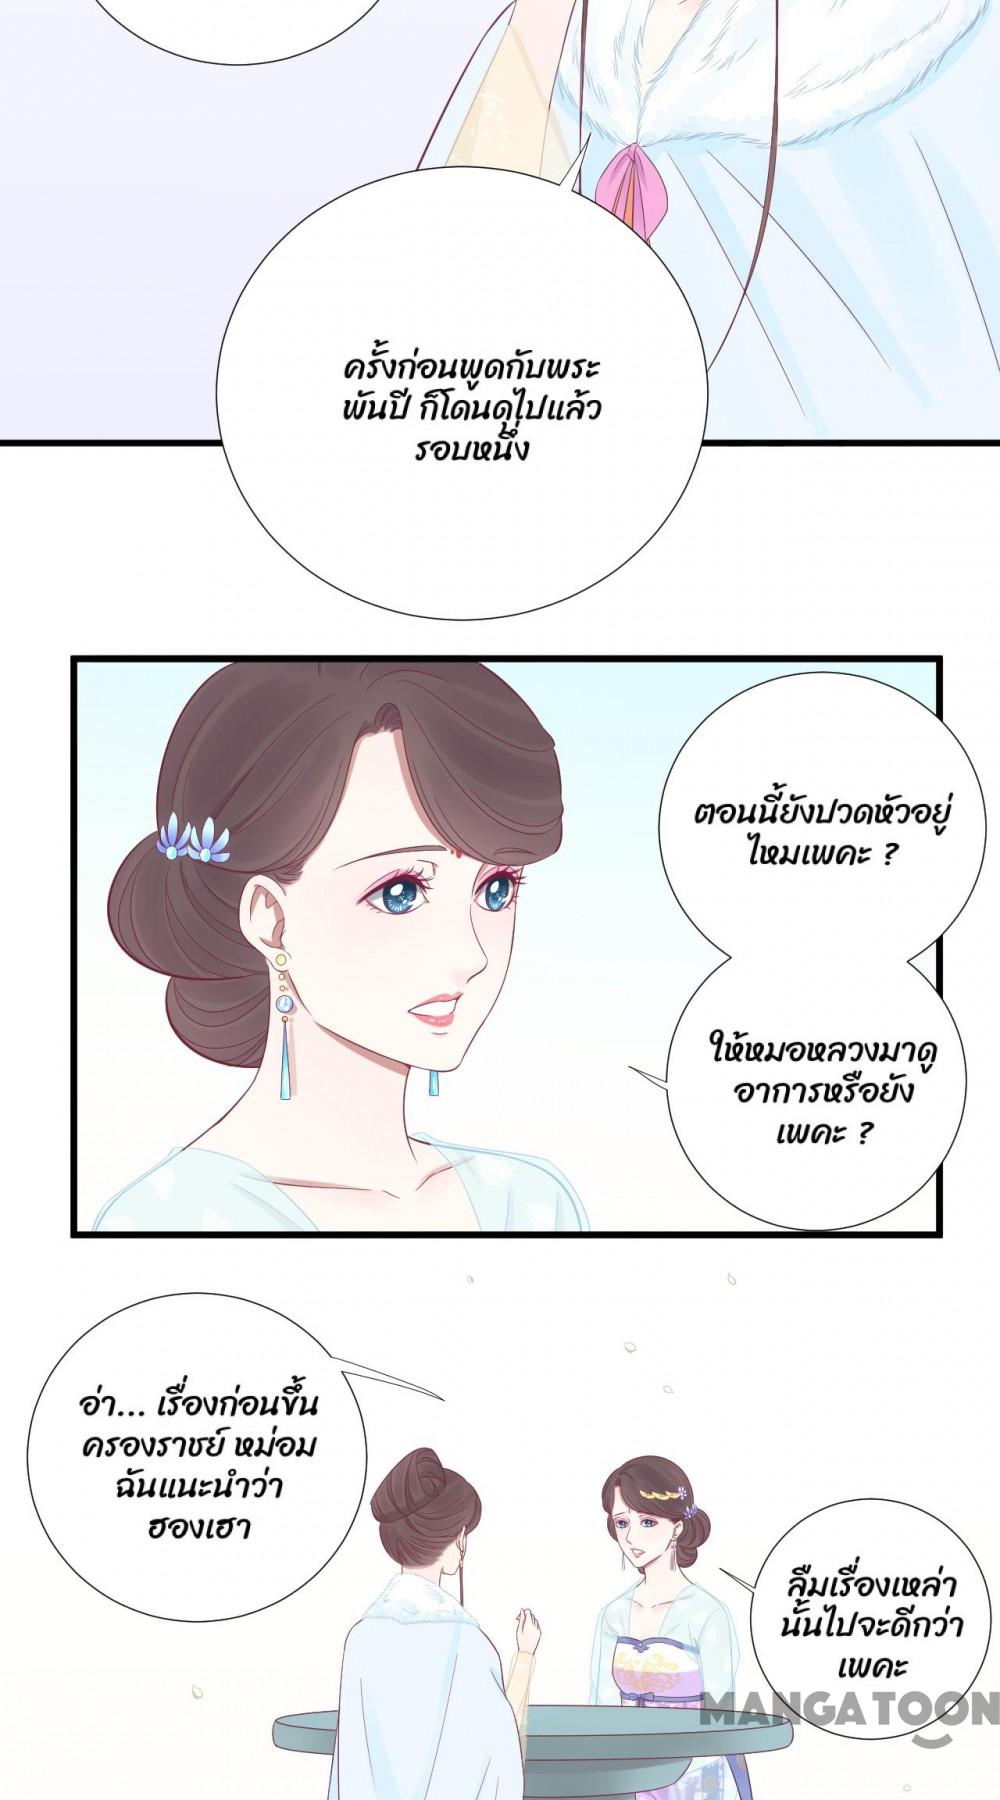 ครั้งก่อนพูดกับพระ
พันปี ก็โดนดุไปแล้ว
รอบหนึ่ง
ตอนนี้ยังปวดหัวอยู่
ไหมเพคะ ?
ให้หมอหลวงมาดู
อาการหรือยัง
เพคะ ?
อ่า... เรื่องก่อนขึ้น
ครองราชย์ หม่อม
ฉันแนะนำว่า
ฮองเฮา
ลืมเรื่องเหล่า
นั้นไปจะดีกว่า
เพคะ
MANGATOON